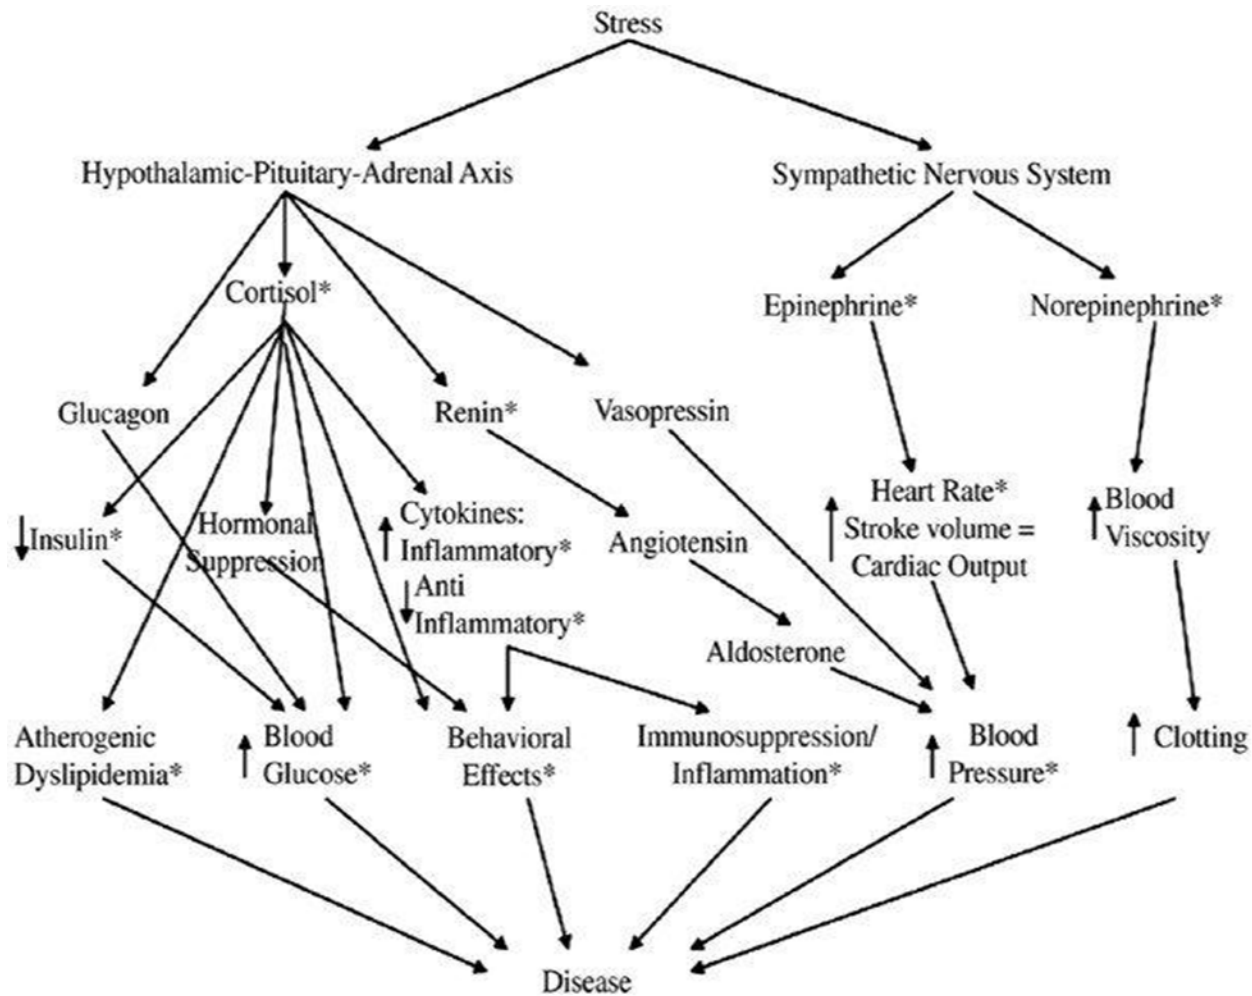 Stress
Hypothalamic-Pituitary-Adrenal Axis
Sympathetic Nervous System
Cortisol*
Epinephrine*
Norepinephrine*
Glucagon
Renin*
Vasopressin
↓Insulin*
Hormonal
Suppression
↑ Cytokines:
Inflammatory*
↓ Anti
Inflammatory*
Angiotensin
↑ Heart Rate*
Stroke volume =
Cardiac Output
↑ Blood
Viscosity
Aldosterone
Atherogenic
Dyslipidemia*
↑ Blood
Glucose*
Behavioral
Effects*
Immunosuppression/
Inflammation*
↑ Blood
Pressure*
↑ Clotting
Disease